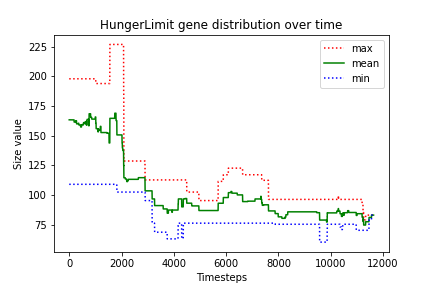 HungerLimit gene distribution over time
max
mean
min
Size value
225
200
175
150
125
100
75
0 2000 4000 6000 8000 10000 12000
Timesteps